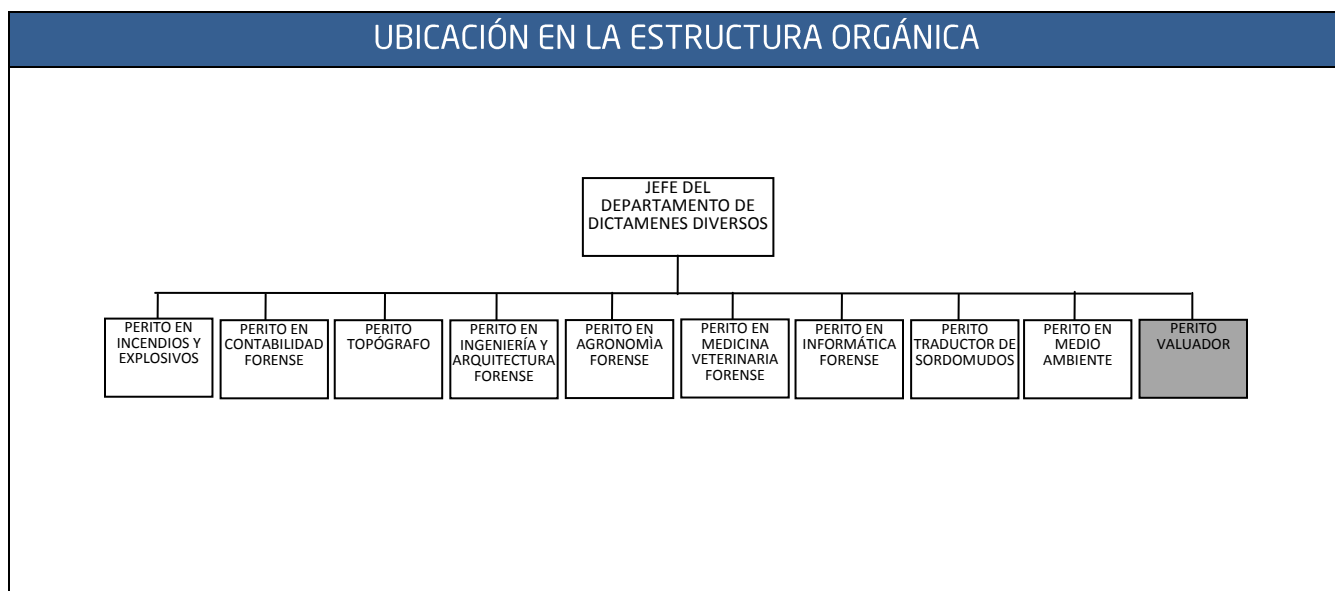 UBICACIÓN EN LA ESTRUCTURA ORGÁNICA
JEFE DEL
DEPARTAMENTO DE
DICTAMENES DIVERSOS
PERITO EN
INCENDIOS Y
EXPLOSIVOS
PERITO EN
CONTABILIDAD
FORENSE
PERITO
TOPÓGRAFO
PERITO EN
INGENIERÍA Y
ARQUITECTURA
FORENSE
PERITO EN
AGRONOMÌA
FORENSE
PERITO EN
MEDICINA
VETERINARIA
FORENSE
PERITO EN
INFORMÁTICA
FORENSE
PERITO
TRADUCTOR DE
SORDOMUDOS
PERITO EN
MEDIO
AMBIENTE
PERITO
VALUADOR